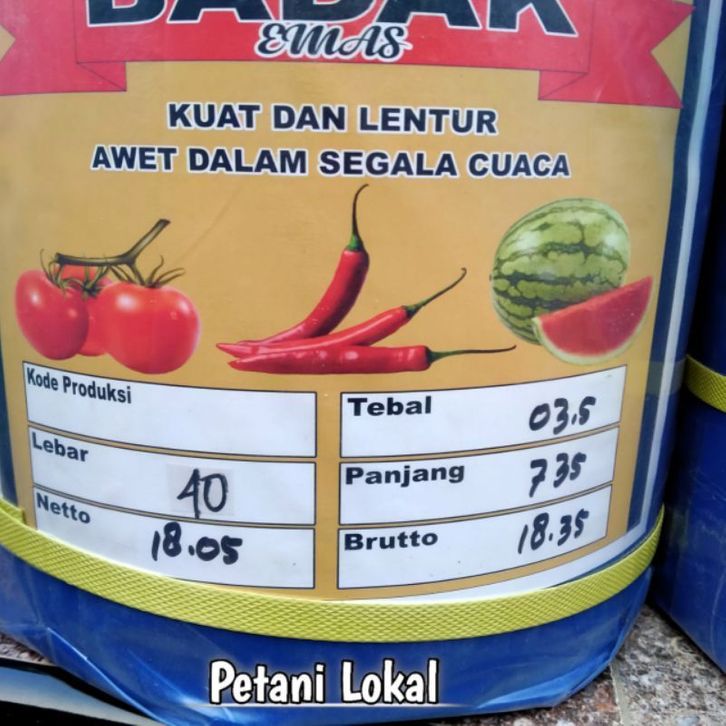 BADAK
EMAS
KUAT DAN LENTUR
AWET DALAM SEGALA CUACA
Kode Produksi
Tebal 03.5
Lebar 40
Panjang 735
Netto 18.05
Brutto 18.35
Petani Lokal